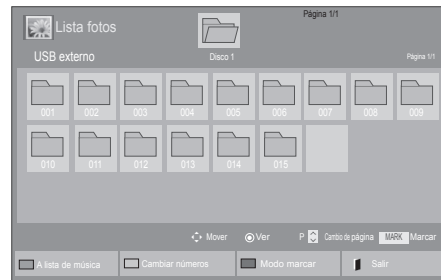 Página 1/1
Lista fotos
USB externo
Disco 1
Página 1/1
001 002 003 004 005 006 007 008 009
010 011 012 013 014 015
Mover Ver P Cambio de página MARK Marcar
A lista de música Cambiar números Modo marcar Salir